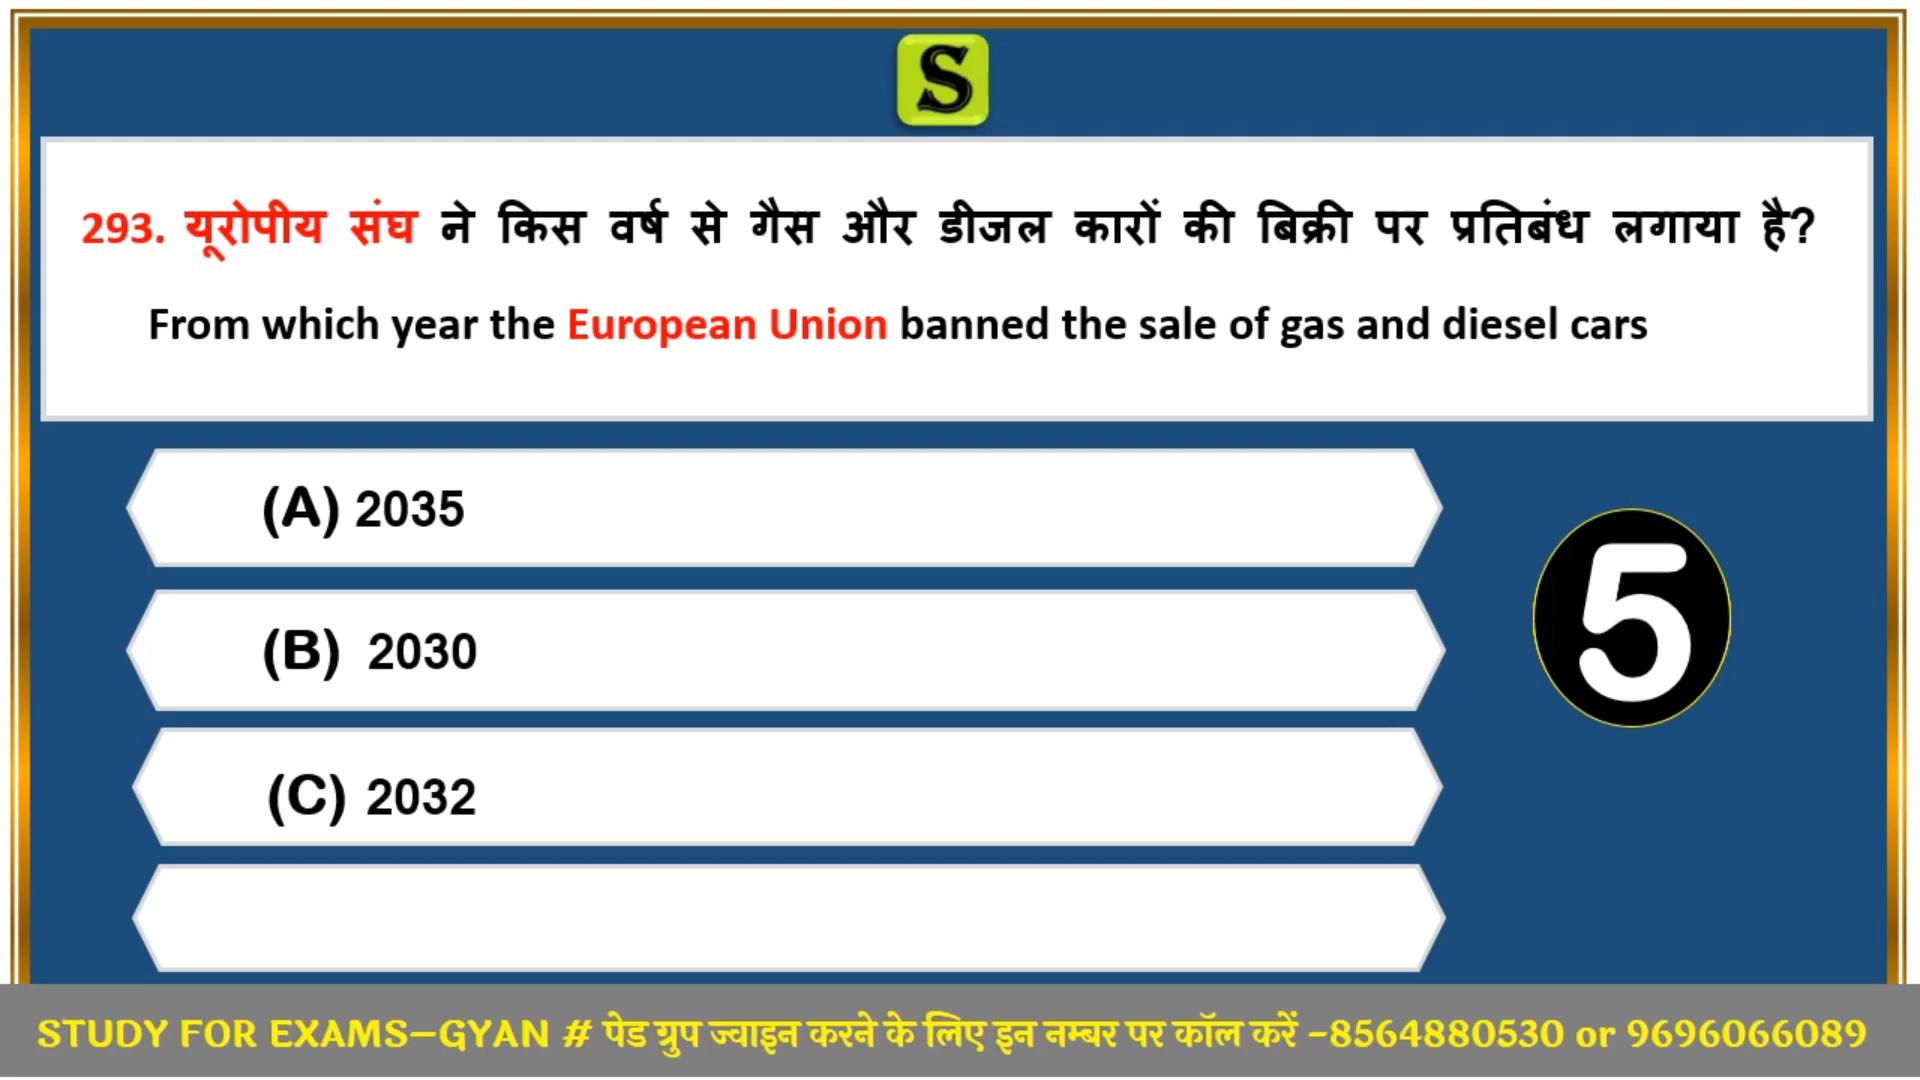 S
293. यूरोपीय संघ ने किस वर्ष से गैस और डीजल कारों की बिक्री पर प्रतिबंध लगाया है?
From which year the European Union banned the sale of gas and diesel cars
(A) 2035
(B) 2030
5
(C) 2032
STUDY FOR EXAMS–GYAN # पेड ग्रुप ज्वाइन करने के लिए इन नम्बर पर कॉल करें -8564880530 or 9696066089